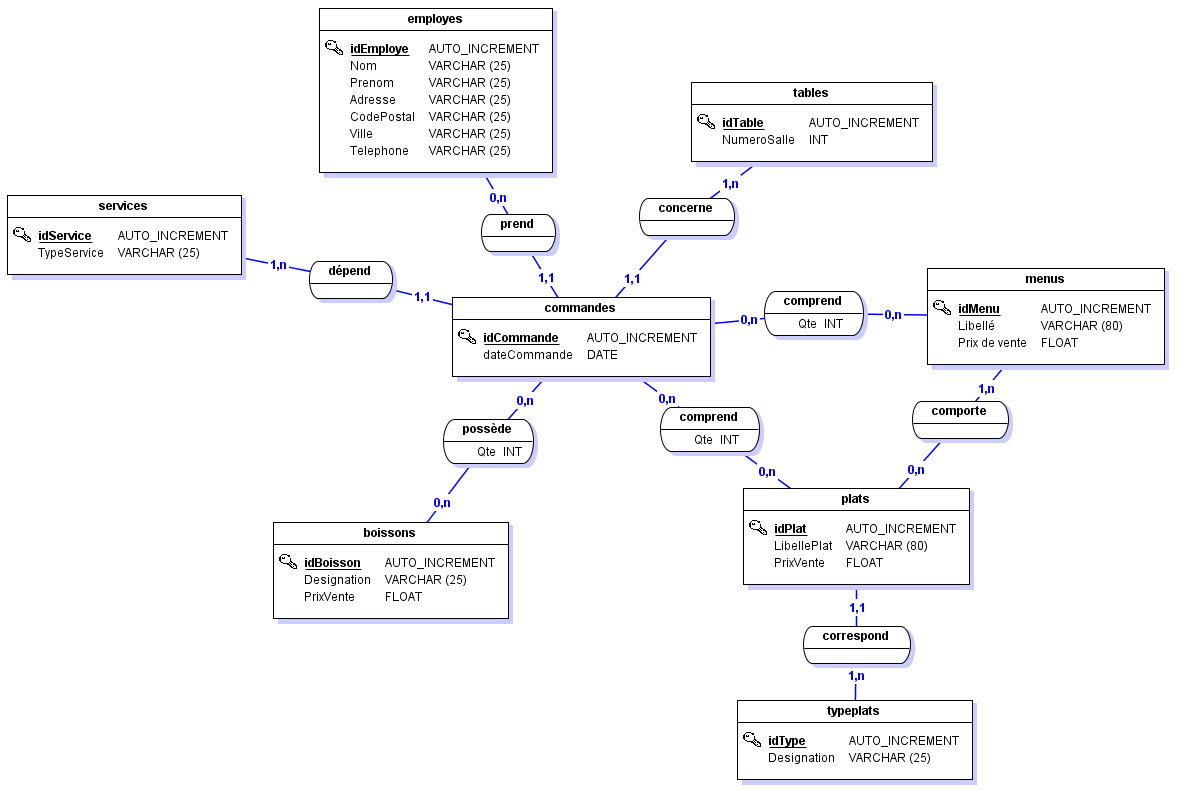 employes
idEmploye AUTO_INCREMENT
Nom VARCHAR (25)
Prenom VARCHAR (25)
Adresse VARCHAR (25)
CodePostal VARCHAR (25)
Ville VARCHAR (25)
Telephone VARCHAR (25)
tables
idTable AUTO_INCREMENT
NumeroSalle INT
0,n
1,n
services
idService AUTO_INCREMENT
TypeService VARCHAR (25)
prend
concerne
1,n
dépend
1,1
1,1
1,1
commandes
idCommande AUTO_INCREMENT
dateCommande DATE
0,n
comprend
Qte INT
0,n
menus
idMenu AUTO_INCREMENT
Libellé VARCHAR (80)
Prix de vente FLOAT
0,n
0,n
1,n
possède
Qte INT
comprend
Qte INT
comporte
0,n
0,n
0,n
boissons
idBoisson AUTO_INCREMENT
Designation VARCHAR (25)
PrixVente FLOAT
plats
idPlat AUTO_INCREMENT
LibellePlat VARCHAR (80)
PrixVente FLOAT
1,1
correspond
1,n
typeplats
idType AUTO_INCREMENT
Designation VARCHAR (25)